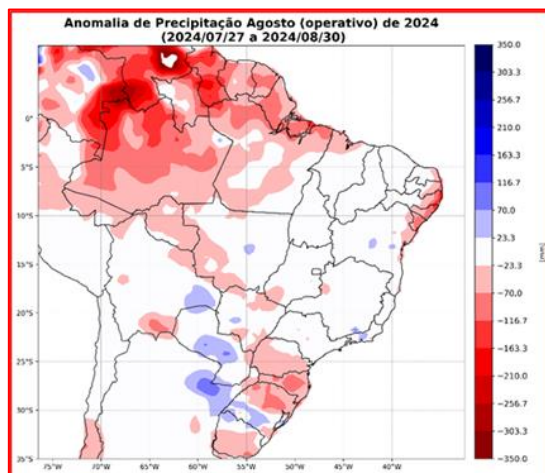 Anomalia de Precipitação Agosto (operativo) de 2024
(2024/07/27 a 2024/08/30)
350.0
303.3
256.7
210.0
163.3
116.7
70.0
23.3
−23.3
−70.0
−116.7
−163.3
−210.0
−256.7
−303.3
−350.0
0°
5°S
10°S
15°S
20°S
25°S
30°S
35°S
75°W
70°W
65°W
60°W
55°W
50°W
45°W
40°W